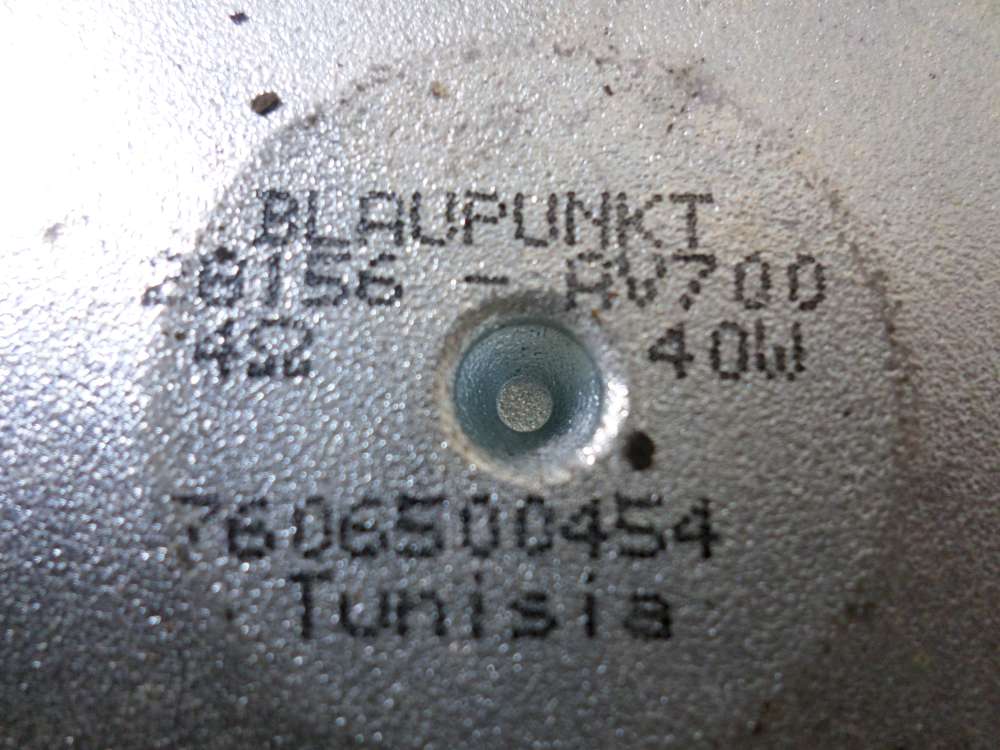 BLAUPUNKT
28156 - AV700
4Ω 40W
7606500454
Tunisia